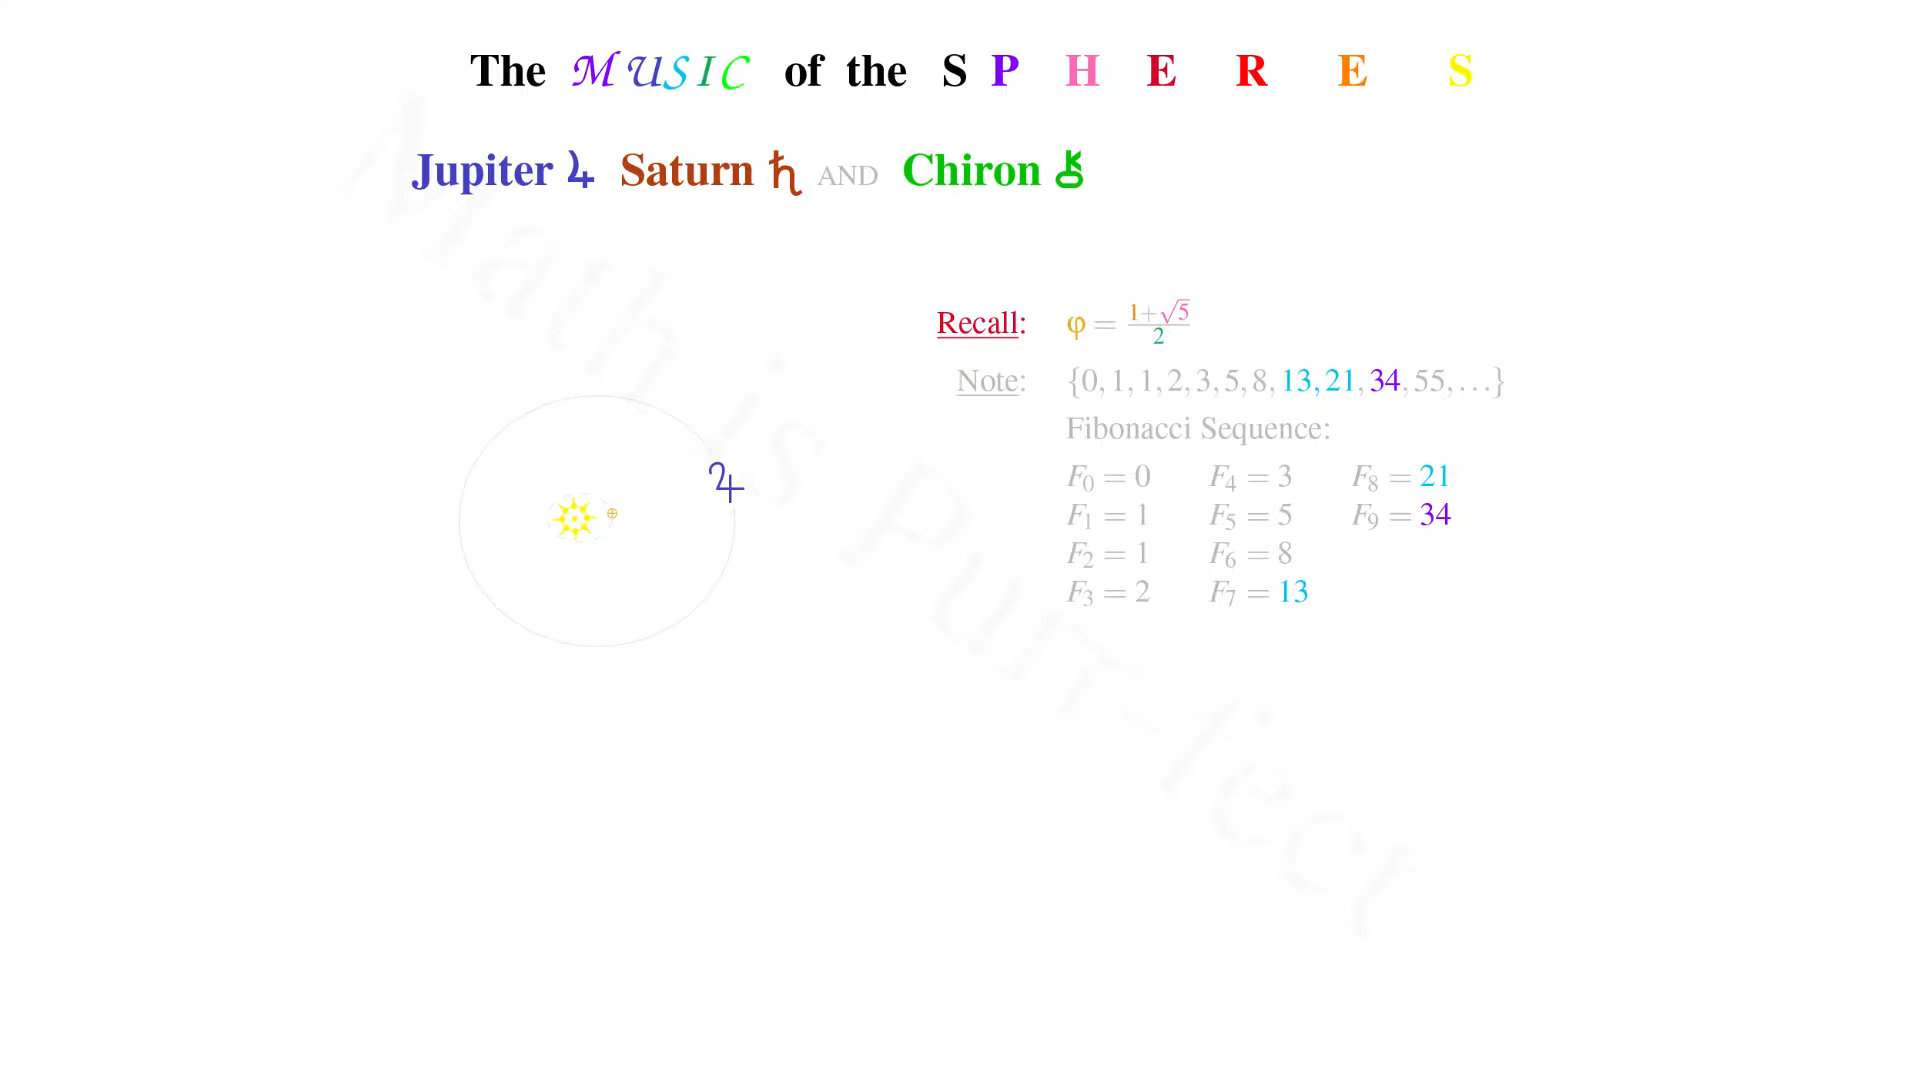 The MUSIC of the S P H E R E S
Jupiter ♃ Saturn ♄ AND Chiron ⚷
Recall: φ = (1+√5)/2
Note: {0, 1, 1, 2, 3, 5, 8, 13, 21, 34, 55, ...}
Fibonacci Sequence:
F₀ = 0 F₄ = 3 F₈ = 21
F₁ = 1 F₅ = 5 F₉ = 34
F₂ = 1 F₆ = 8
F₃ = 2 F₇ = 13
♃
⊕
Math is Purr-fect